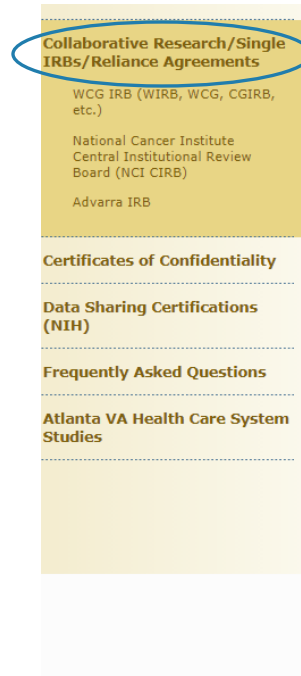 Collaborative Research/Single
IRBs/Reliance Agreements
WCG IRB (WIRB, WCG, CGIRB,
etc.)
National Cancer Institute
Central Institutional Review
Board (NCI CIRB)
Advarra IRB
Certificates of Confidentiality
Data Sharing Certifications
(NIH)
Frequently Asked Questions
Atlanta VA Health Care System
Studies